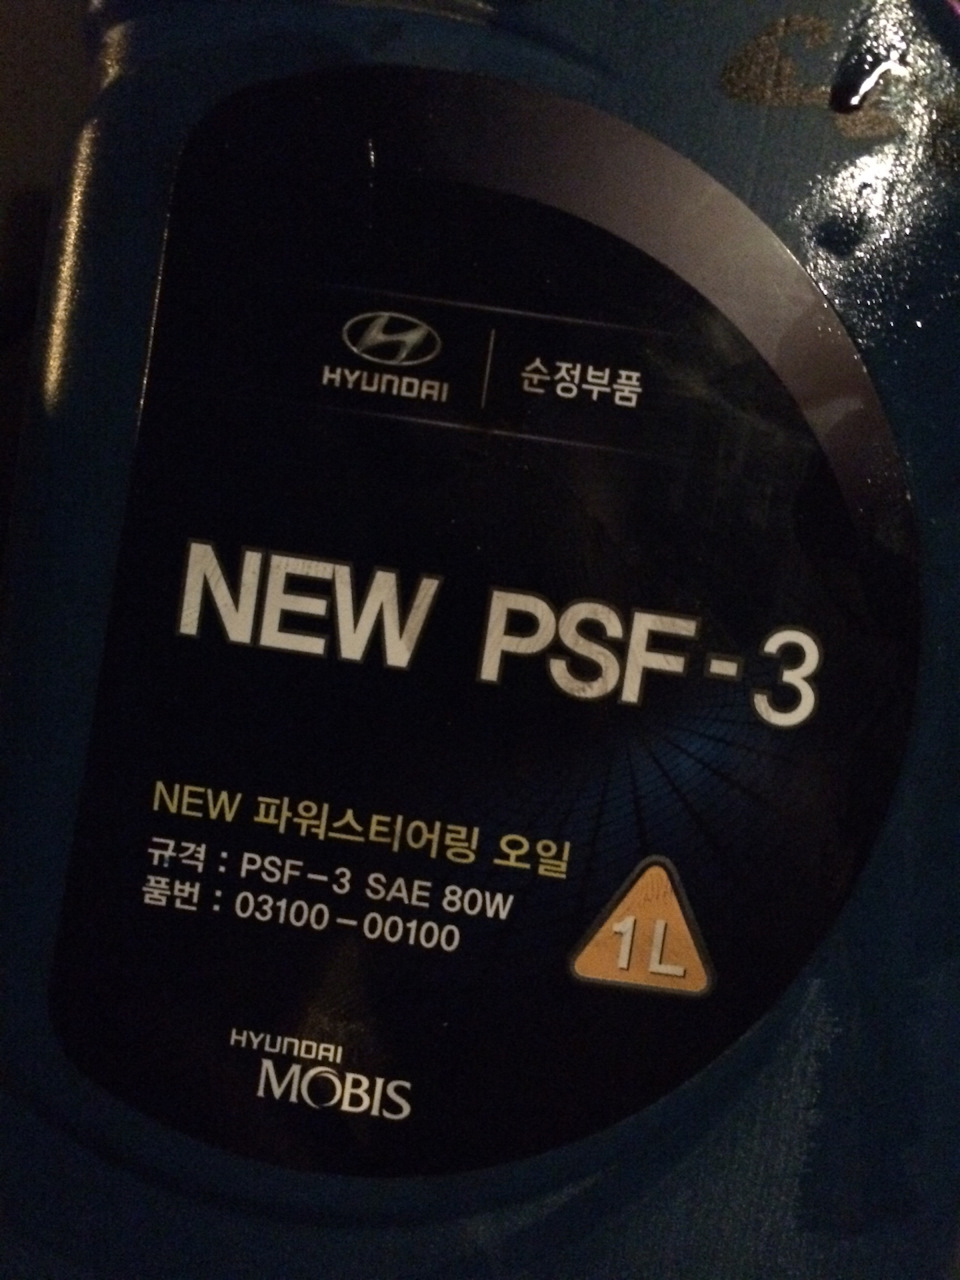 HYUNDAI 순정부품
NEW PSF-3
NEW 파워스티어링 오일
규격 : PSF-3 SAE 80W
품번 : 03100-00100
1L
HYUNDAI
MOBIS